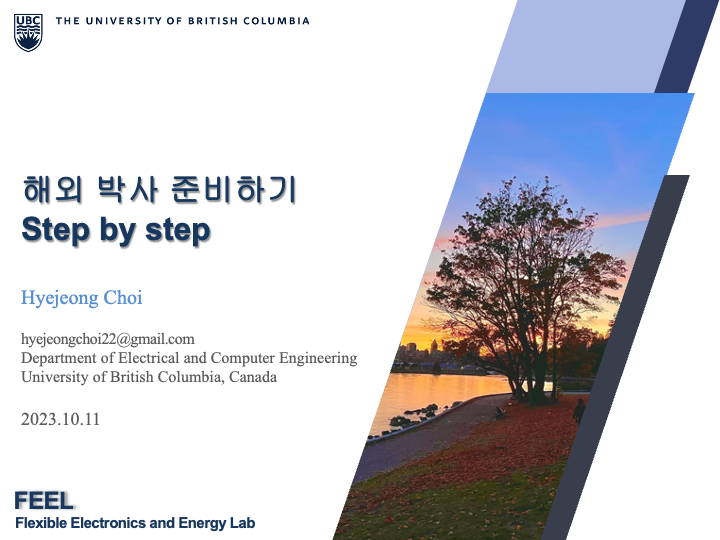 UBC
THE UNIVERSITY OF BRITISH COLUMBIA
해외 박사 준비하기
Step by step
Hyejeong Choi
hyejeongchoi22@gmail.com
Department of Electrical and Computer Engineering
University of British Columbia, Canada
2023.10.11
FEEL
Flexible Electronics and Energy Lab